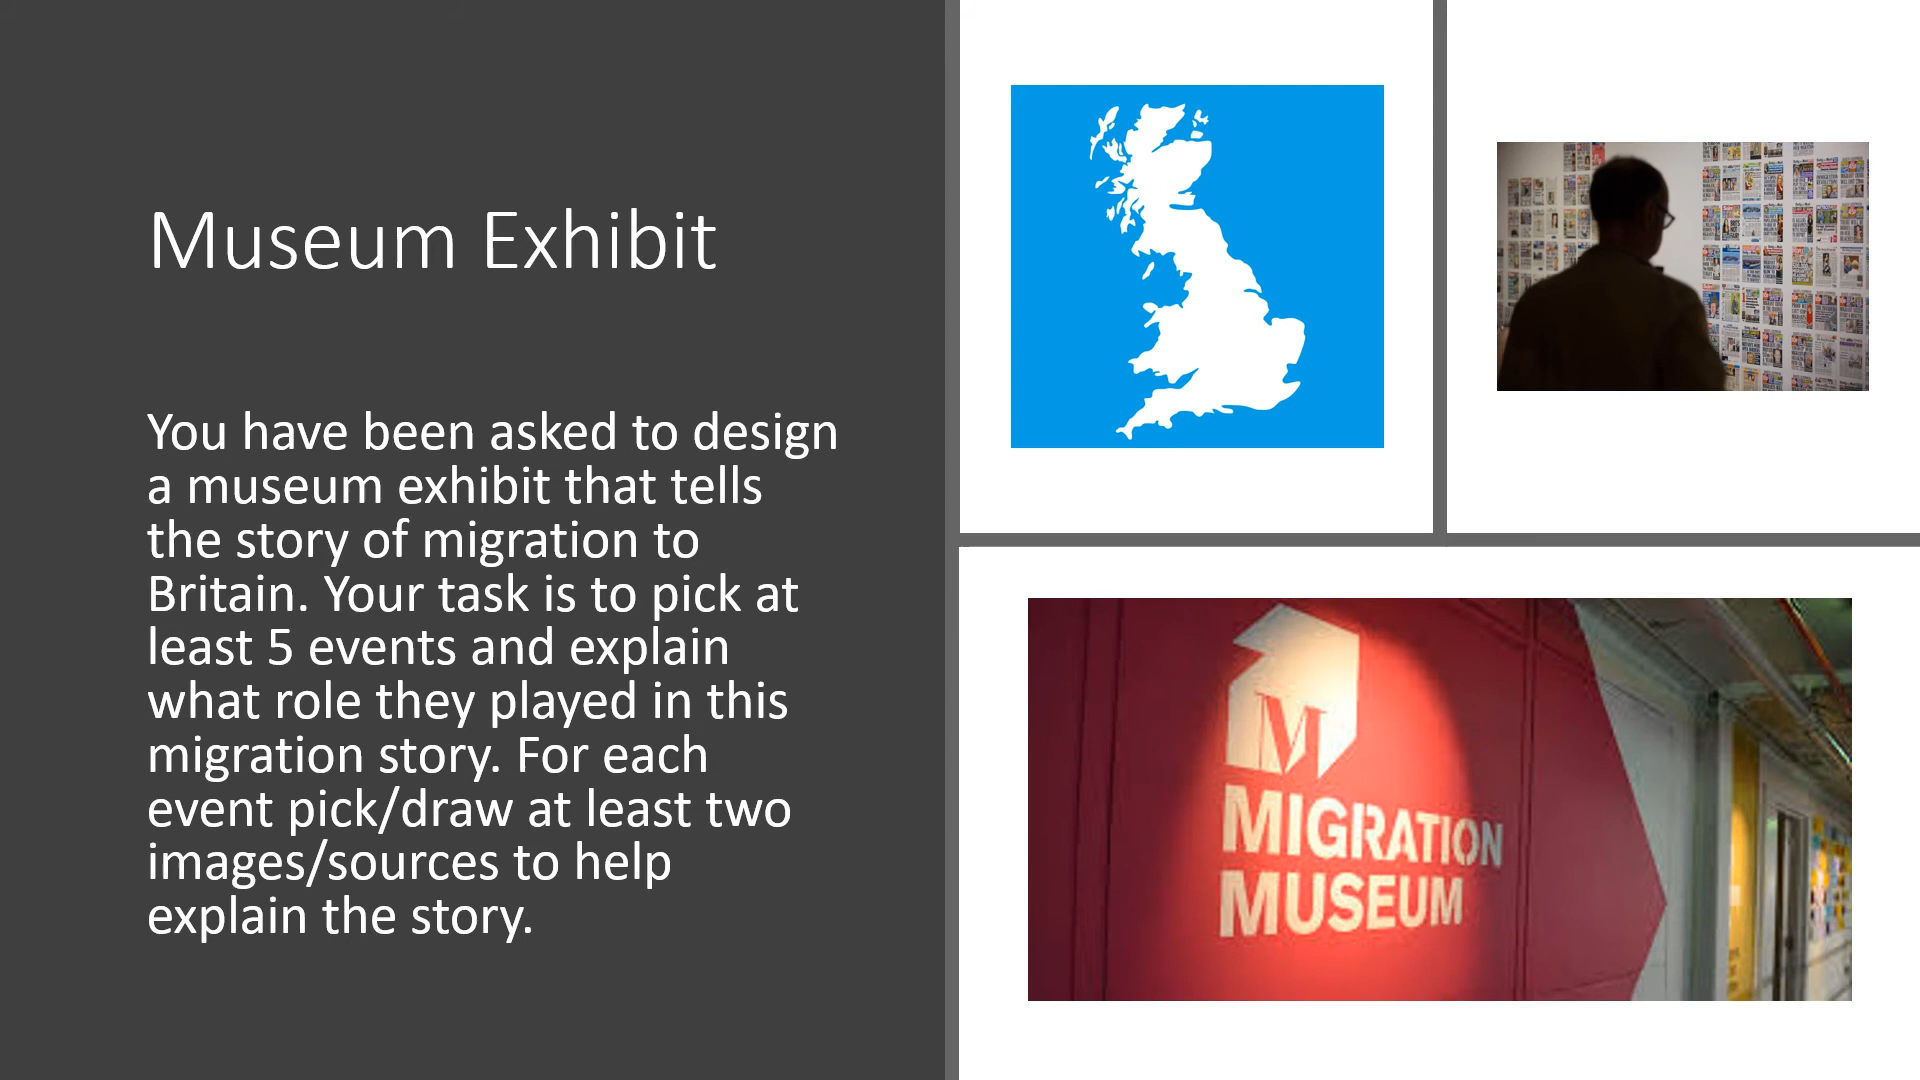 Museum Exhibit
You have been asked to design
a museum exhibit that tells
the story of migration to
Britain. Your task is to pick at
least 5 events and explain
what role they played in this
migration story. For each
event pick/draw at least two
images/sources to help
explain the story.
M
MIGRATION
MUSEUM